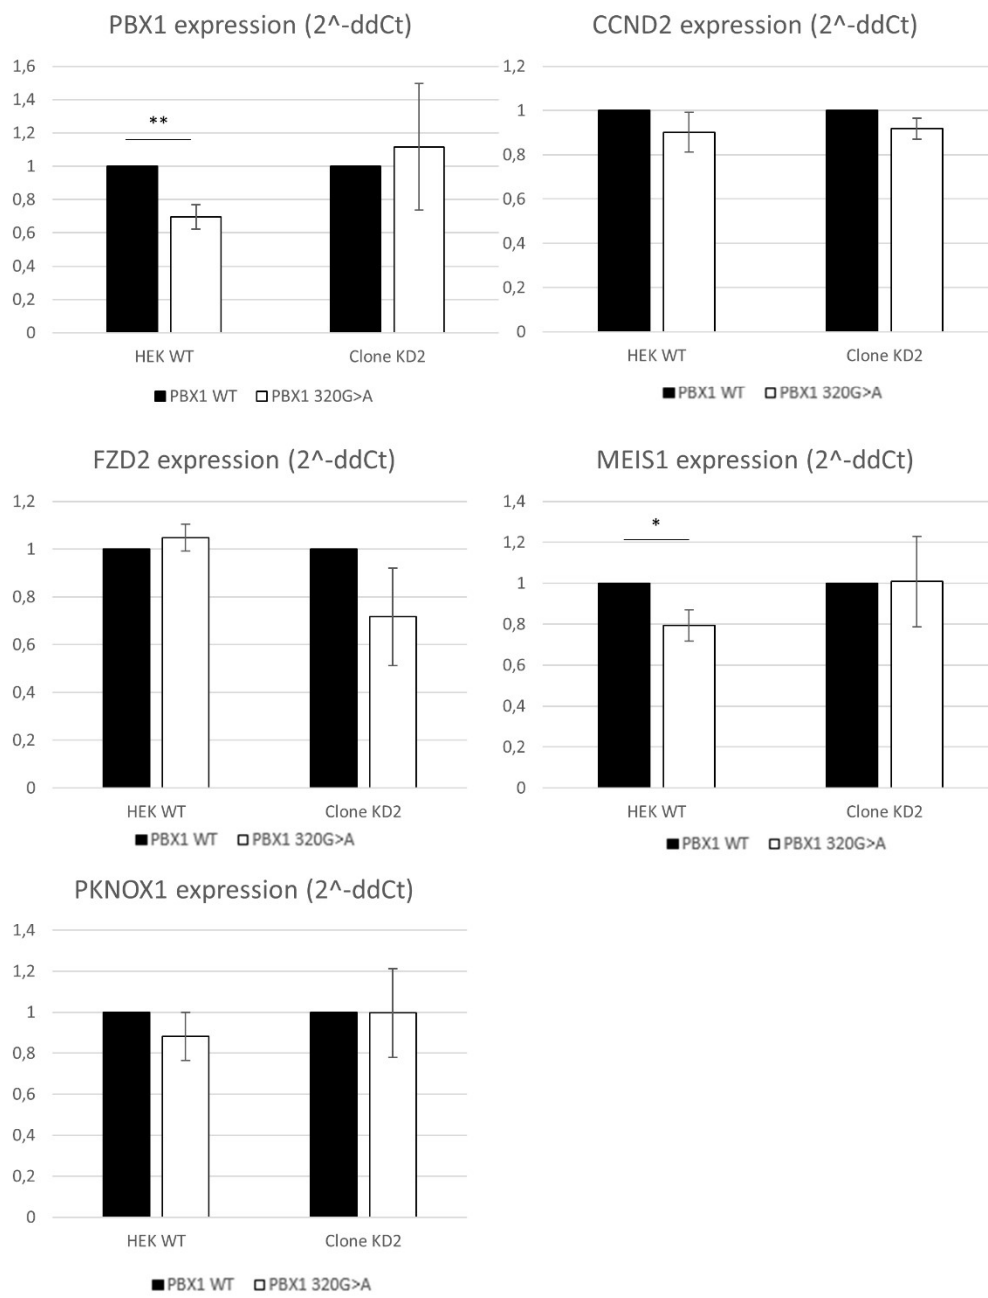 PBX1 expression (2^-ddCt)
1,6
1,4
1,2
1
0,8
0,6
0,4
0,2
0
**
HEK WT
Clone KD2
PBX1 WT
PBX1 320G>A
CCND2 expression (2^-ddCt)
1,2
1
0,8
0,6
0,4
0,2
0
HEK WT
Clone KD2
PBX1 WT
PBX1 320G>A
FZD2 expression (2^-ddCt)
1,2
1
0,8
0,6
0,4
0,2
0
HEK WT
Clone KD2
PBX1 WT
PBX1 320G>A
MEIS1 expression (2^-ddCt)
1,4
1,2
1
0,8
0,6
0,4
0,2
0
*
HEK WT
Clone KD2
PBX1 WT
PBX1 320G>A
PKNOX1 expression (2^-ddCt)
1,4
1,2
1
0,8
0,6
0,4
0,2
0
HEK WT
Clone KD2
PBX1 WT
PBX1 320G>A